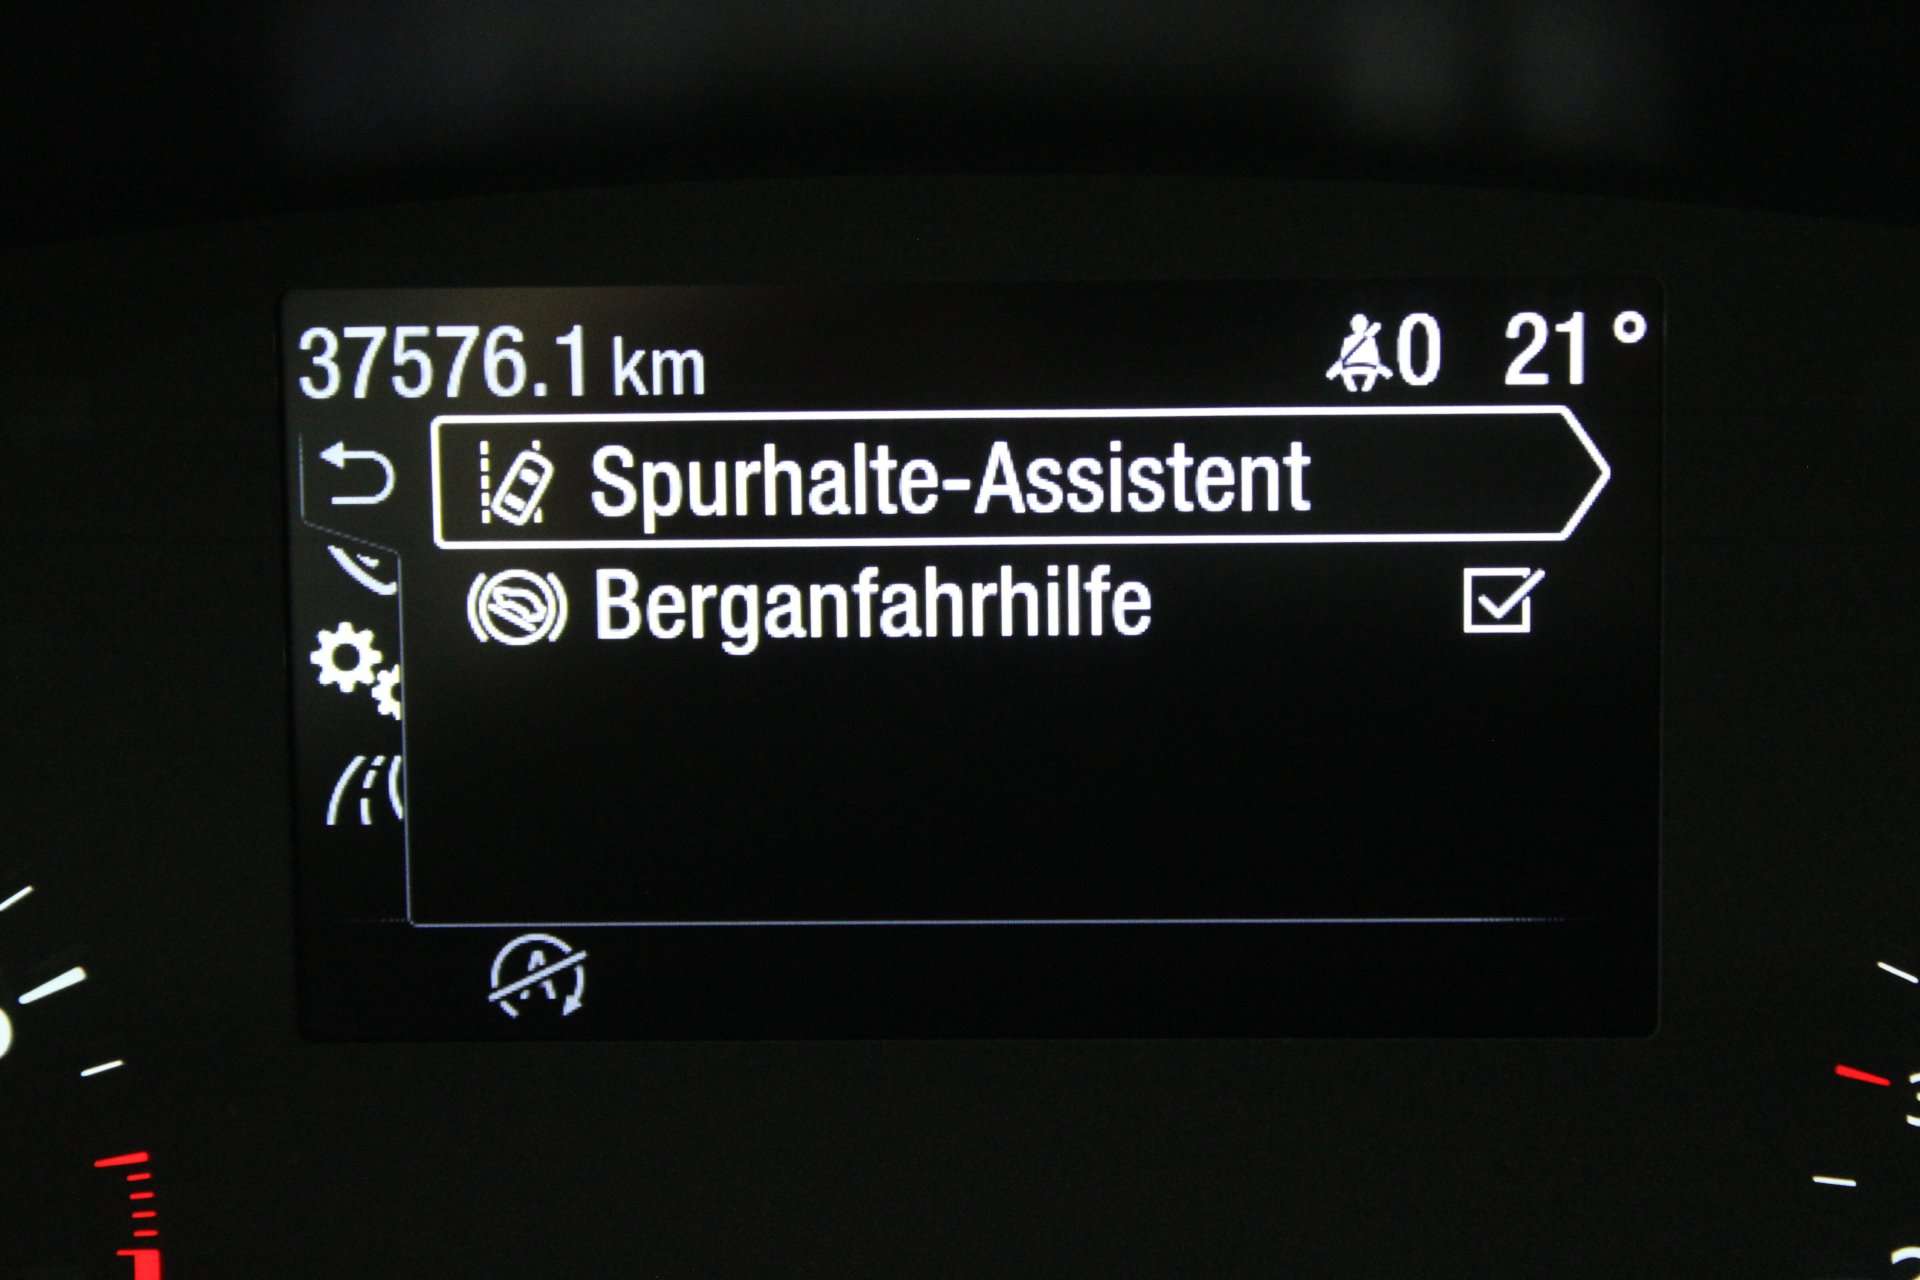 37576.1 km 0 21°
Spurhalte-Assistent
Berganfahrhilfe
A